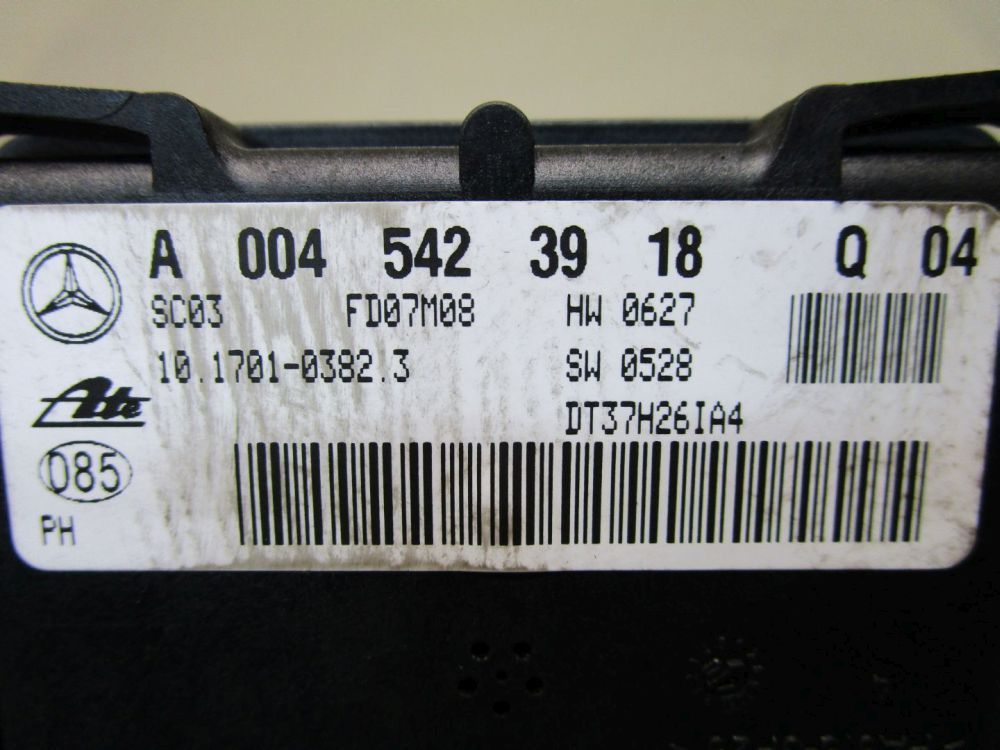 A 004 542 39 18 Q 04
SC03 FD07M08 HW 0627
10.1701-0382.3 SW 0528
Ate
DT37H26IA4
085
PH